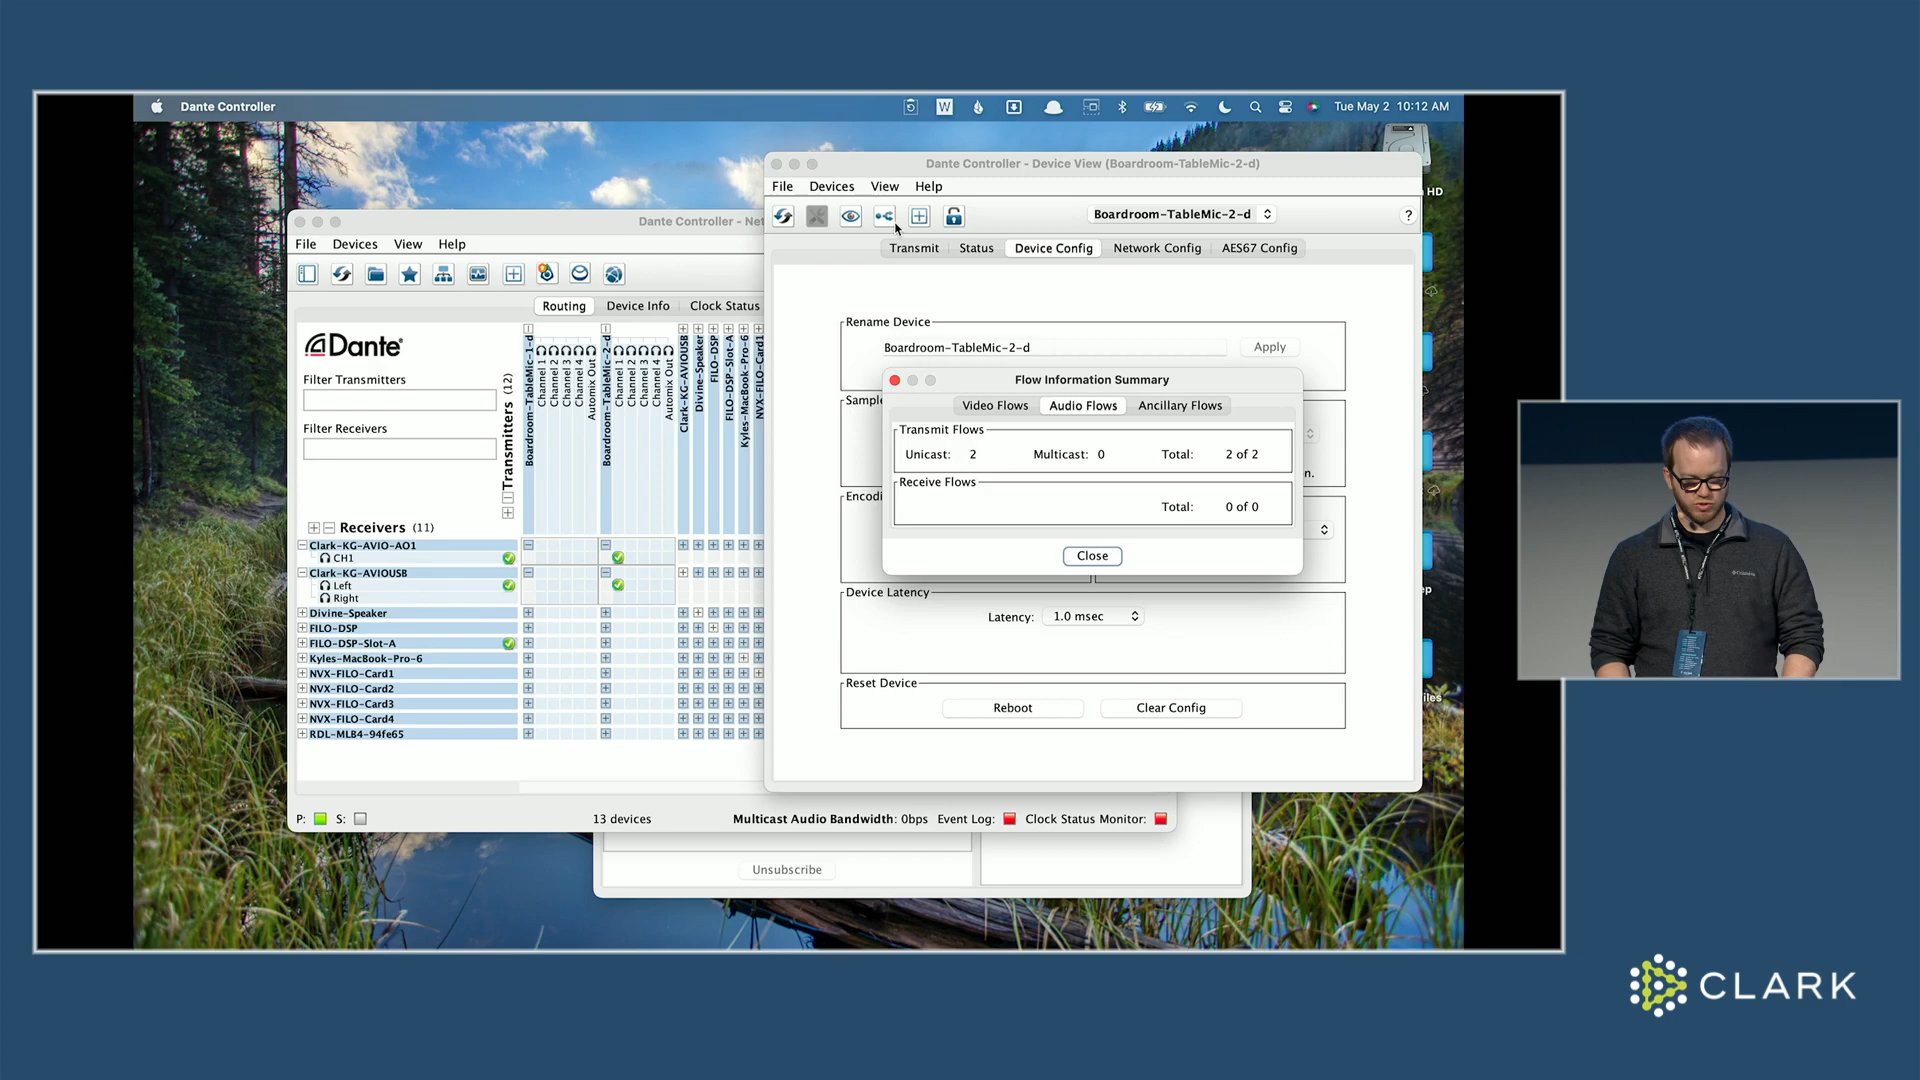 Dante Controller
W
Tue May 2 10:12 AM
HD
Dante Controller - Device View (Boardroom-TableMic-2-d)
File Devices View Help
Boardroom-TableMic-2-d
?
Transmit Status Device Config Network Config AES67 Config
Rename Device
Boardroom-TableMic-2-d
Apply
Sample
Encodi
n.
Flow Information Summary
Video Flows Audio Flows Ancillary Flows
Transmit Flows
Unicast: 2 Multicast: 0 Total: 2 of 2
Receive Flows
Total: 0 of 0
Close
Device Latency
Latency: 1.0 msec
Reset Device
Reboot Clear Config
Dante Controller - Net
File Devices View Help
Routing Device Info Clock Status
Dante
Filter Transmitters
Filter Receivers
Transmitters (12)
Boardroom-TableMic-1-d
Channel 1
Channel 2
Channel 3
Channel 4
Automix Out
Boardroom-TableMic-2-d
Channel 1
Channel 2
Channel 3
Channel 4
Automix Out
Clark-KG-AVIOUSB
Divine-Speaker
FILO-DSP
FILO-DSP-Slot-A
Kyles-MacBook-Pro-6
NVX-FILO-Card1
Receivers (11)
Clark-KG-AVIO-AO1
CH1
Clark-KG-AVIOUSB
Left
Right
Divine-Speaker
FILO-DSP
FILO-DSP-Slot-A
Kyles-MacBook-Pro-6
NVX-FILO-Card1
NVX-FILO-Card2
NVX-FILO-Card3
NVX-FILO-Card4
RDL-MLB4-94fe65
P: S: 13 devices Multicast Audio Bandwidth: 0bps Event Log: Clock Status Monitor:
Unsubscribe
ep
iles
CLARK